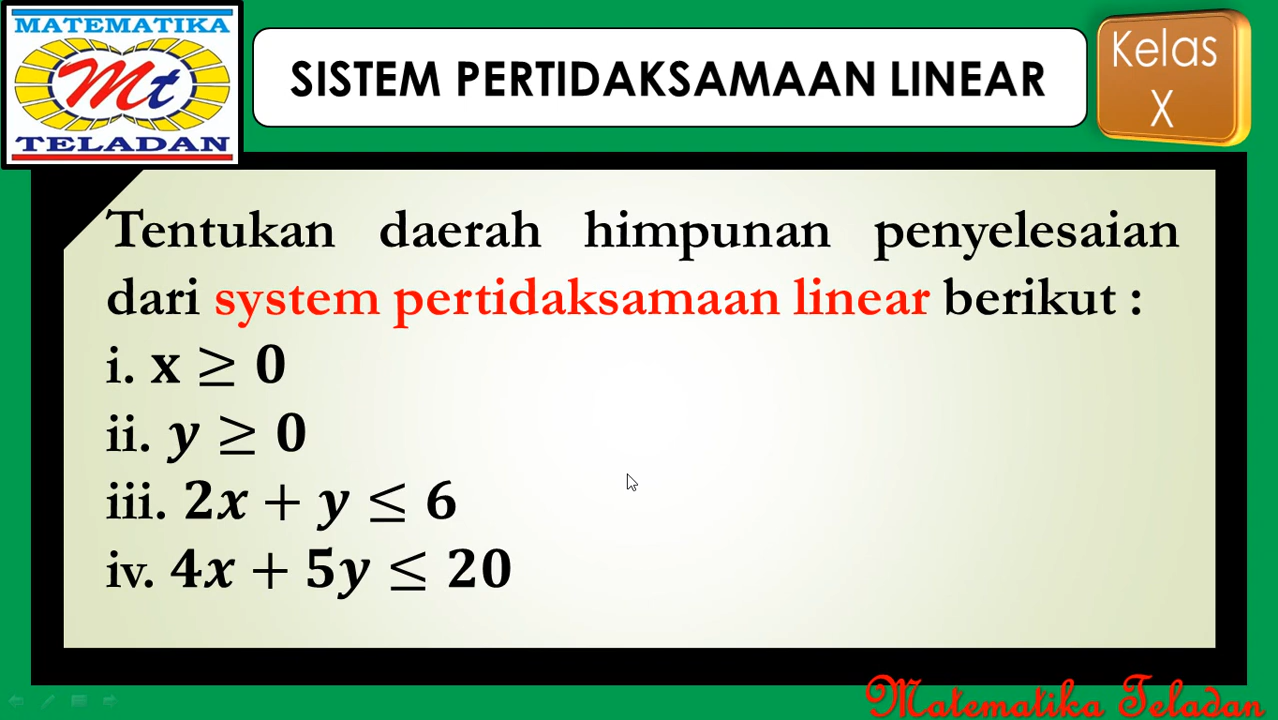 MATEMATIKA
Mt
TELADAN
SISTEM PERTIDAKSAMAAN LINEAR
Kelas
X
Tentukan daerah himpunan penyelesaian
dari system pertidaksamaan linear berikut :
i. x ≥ 0
ii. y ≥ 0
iii. 2x + y ≤ 6
iv. 4x + 5y ≤ 20
Matematika Teladan